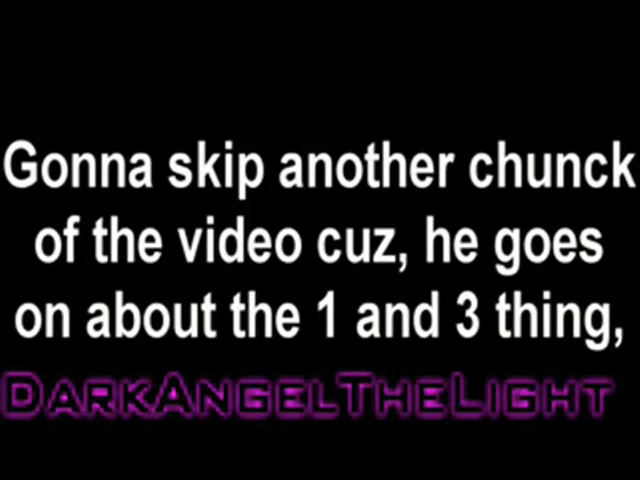 Gonna skip another chunck
of the video cuz, he goes
on about the 1 and 3 thing,
DarkAngelTheLight